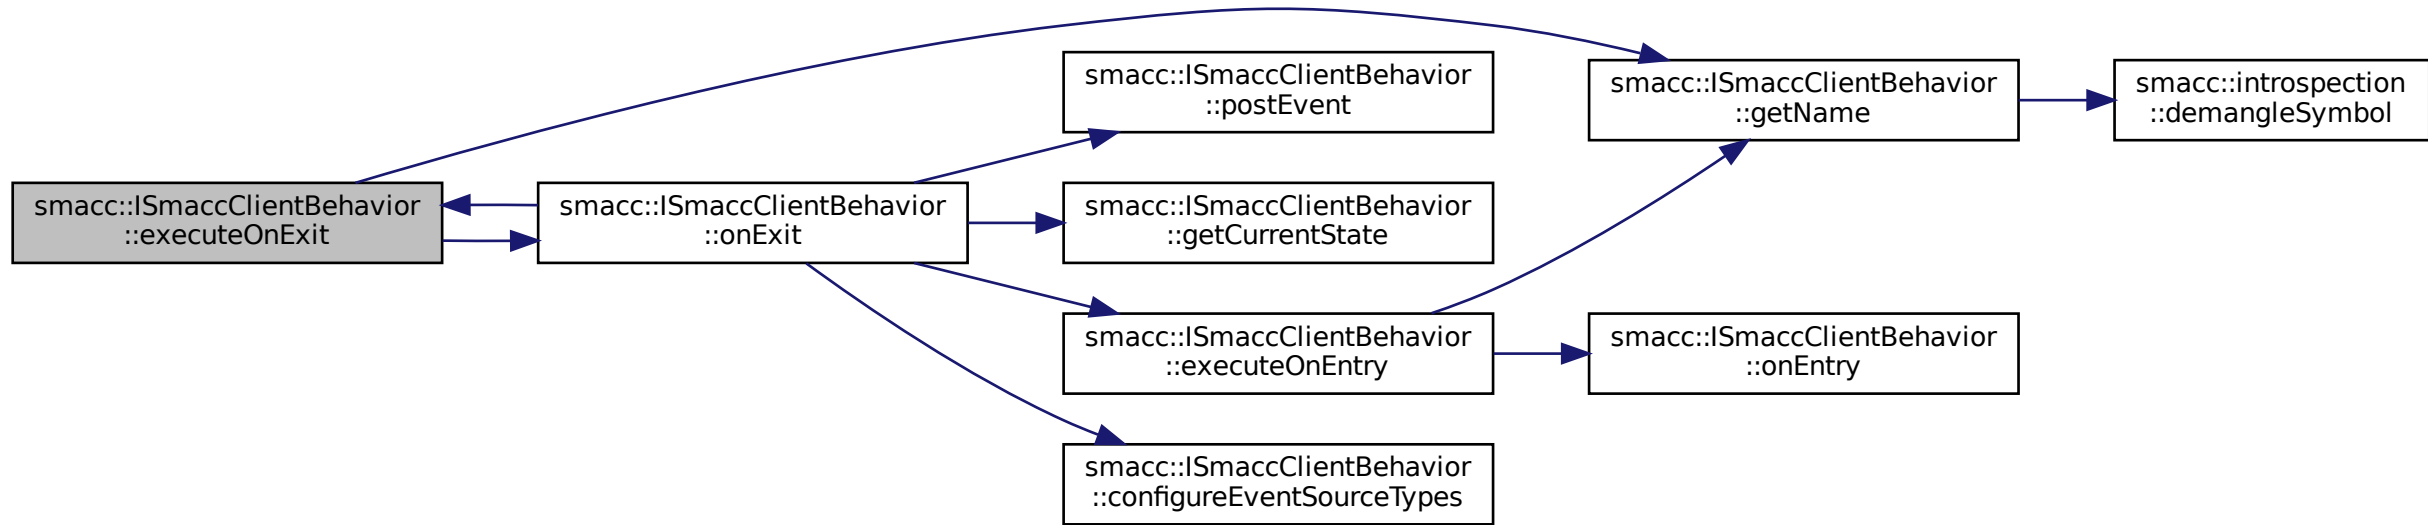 smacc::ISmaccClientBehavior
::executeOnExit
smacc::ISmaccClientBehavior
::onExit
smacc::ISmaccClientBehavior
::postEvent
smacc::ISmaccClientBehavior
::getCurrentState
smacc::ISmaccClientBehavior
::executeOnEntry
smacc::ISmaccClientBehavior
::configureEventSourceTypes
smacc::ISmaccClientBehavior
::getName
smacc::ISmaccClientBehavior
::onEntry
smacc::introspection
::demangleSymbol